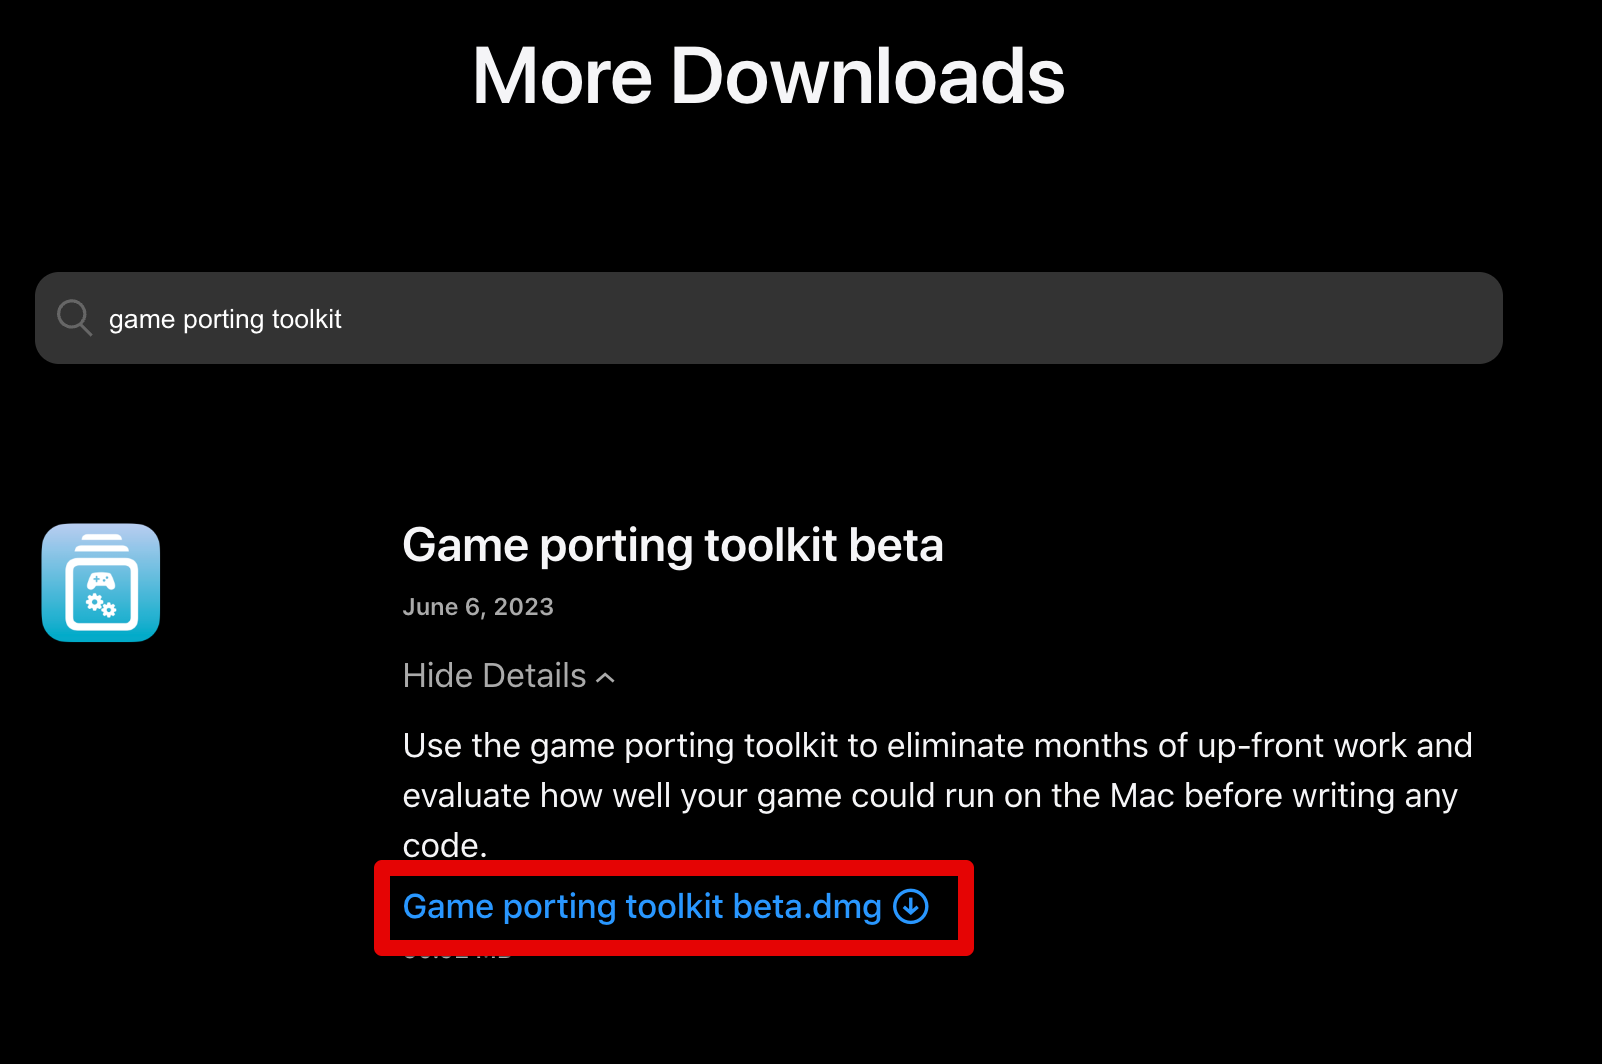 More Downloads
game porting toolkit
Game porting toolkit beta
June 6, 2023
Hide Details
Use the game porting toolkit to eliminate months of up-front work and
evaluate how well your game could run on the Mac before writing any
code.
Game porting toolkit beta.dmg